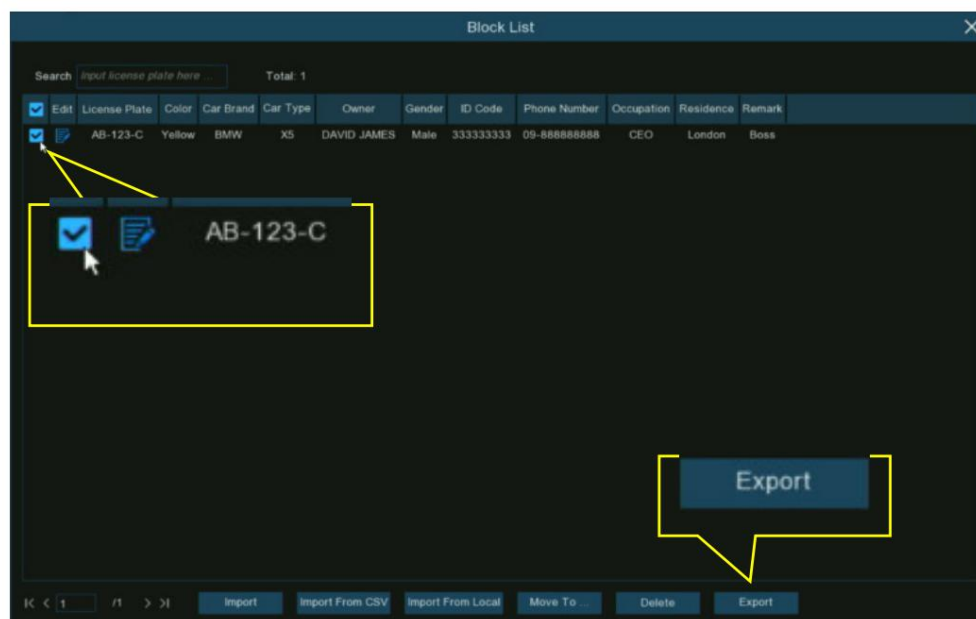 Block List
Search Input license plate here ... Total: 1
Edit License Plate Color Car Brand Car Type Owner Gender ID Code Phone Number Occupation Residence Remark
AB-123-C Yellow BMW X5 DAVID JAMES Male 333333333 09-888888888 CEO London Boss
AB-123-C
Export
1 /1 Import Import From CSV Import From Local Move To ... Delete Export